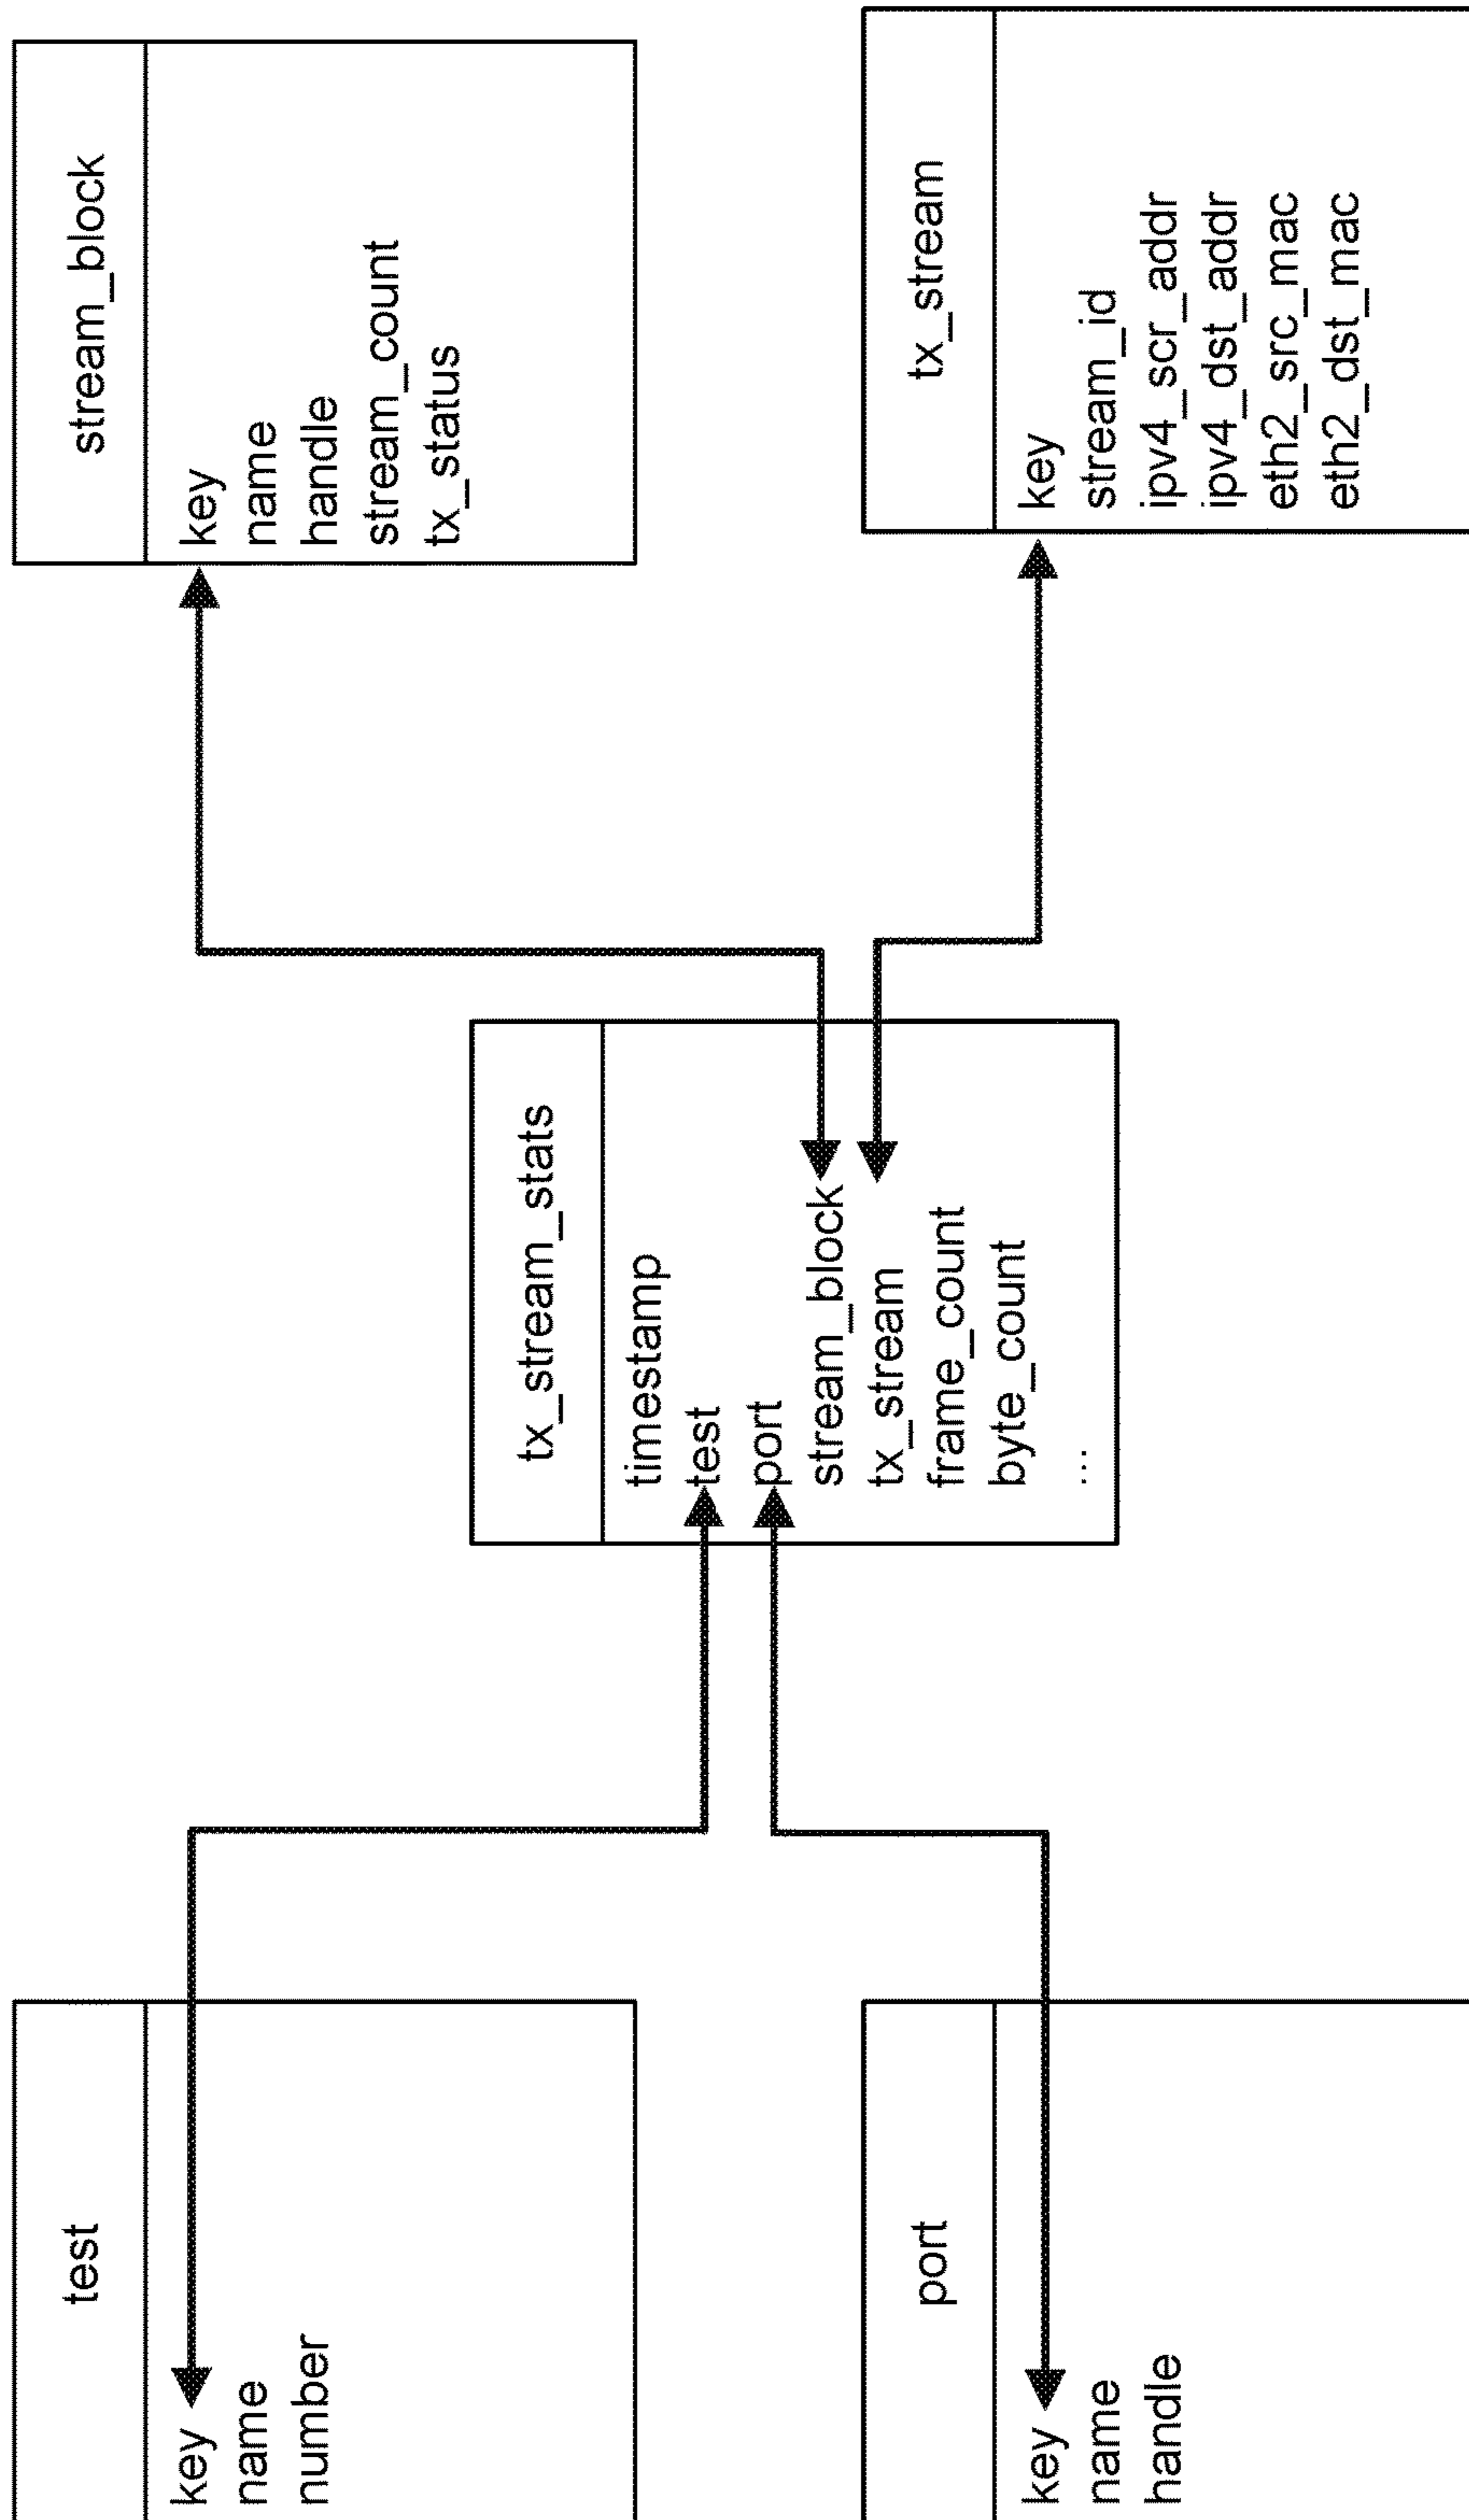 test
key
name
number
port
key
name
handle
tx_stream_stats
timestamp
test
port
stream_block
tx_stream
frame_count
byte_count
...
stream_block
key
name
handle
stream_count
tx_status
tx_stream
key
stream_id
ipv4_scr_addr
ipv4_dst_addr
eth2_src_mac
eth2_dst_mac